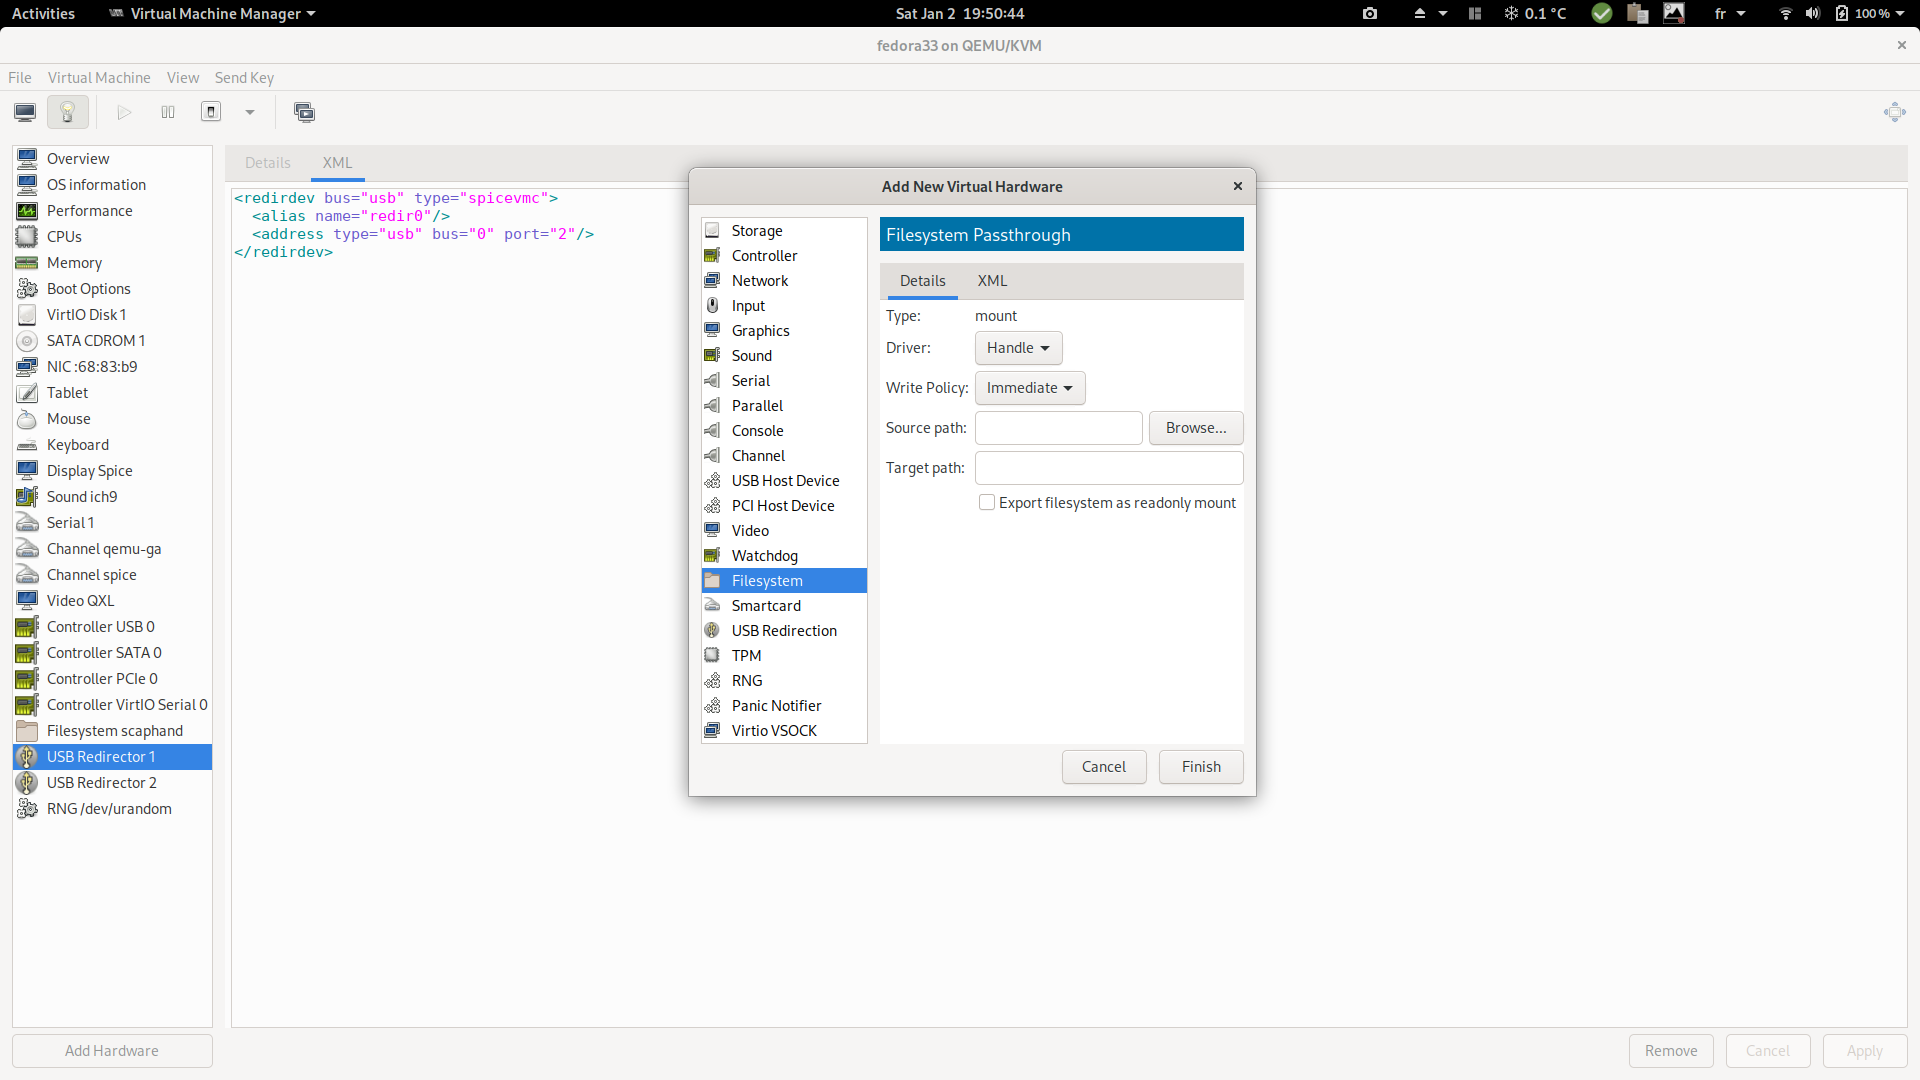 Activities
Virtual Machine Manager
Sat Jan 2 19:50:44
0.1 °C
fr
100 %
fedora33 on QEMU/KVM
File Virtual Machine View Send Key
Overview
OS information
Performance
CPUs
Memory
Boot Options
VirtIO Disk 1
SATA CDROM 1
NIC :68:83:b9
Tablet
Mouse
Keyboard
Display Spice
Sound ich9
Serial 1
Channel qemu-ga
Channel spice
Video QXL
Controller USB 0
Controller SATA 0
Controller PCIe 0
Controller VirtIO Serial 0
Filesystem scaphand
USB Redirector 1
USB Redirector 2
RNG /dev/urandom
Add Hardware
Details XML
<redirdev bus="usb" type="spicevmc">
<alias name="redir0"/>
<address type="usb" bus="0" port="2"/>
</redirdev>
Add New Virtual Hardware
Storage
Controller
Network
Input
Graphics
Sound
Serial
Parallel
Console
Channel
USB Host Device
PCI Host Device
Video
Watchdog
Filesystem
Smartcard
USB Redirection
TPM
RNG
Panic Notifier
Virtio VSOCK
Filesystem Passthrough
Details XML
Type: mount
Driver: Handle
Write Policy: Immediate
Source path: Browse...
Target path:
Export filesystem as readonly mount
Cancel Finish
Remove Cancel Apply